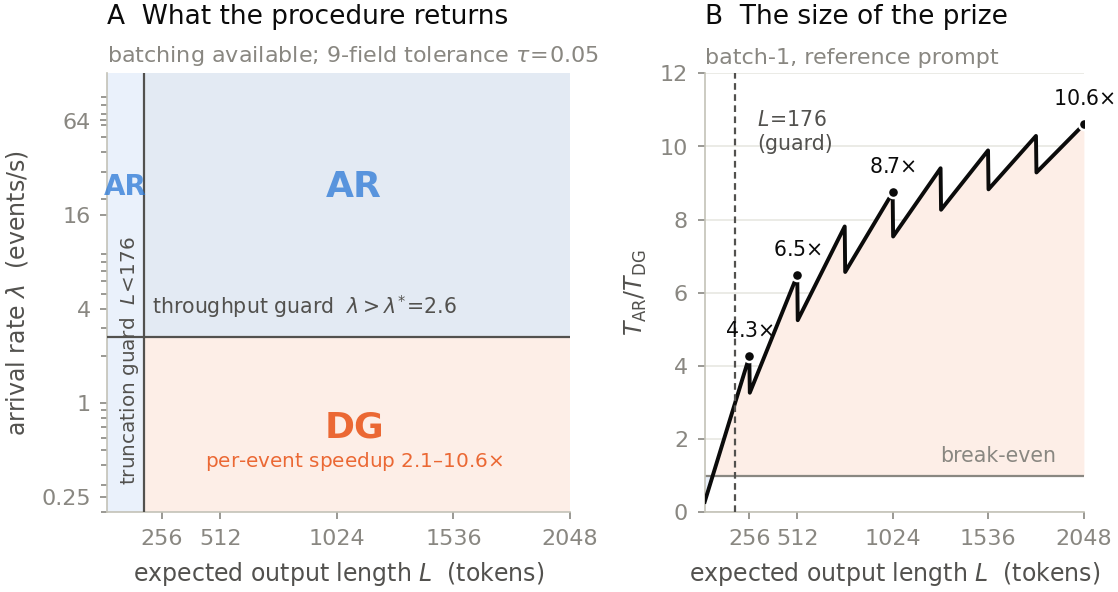 A What the procedure returns
batching available; 9-field tolerance τ=0.05
arrival rate λ (events/s)
64
16
4
1
0.25
AR
AR
truncation guard L<176
throughput guard λ>λ*=2.6
DG
per-event speedup 2.1–10.6×
256 512 1024 1536 2048
expected output length L (tokens)
B The size of the prize
batch-1, reference prompt
T_AR/T_DG
12
10
8
6
4
2
0
L=176
(guard)
4.3×
6.5×
8.7×
10.6×
break-even
256 512 1024 1536 2048
expected output length L (tokens)